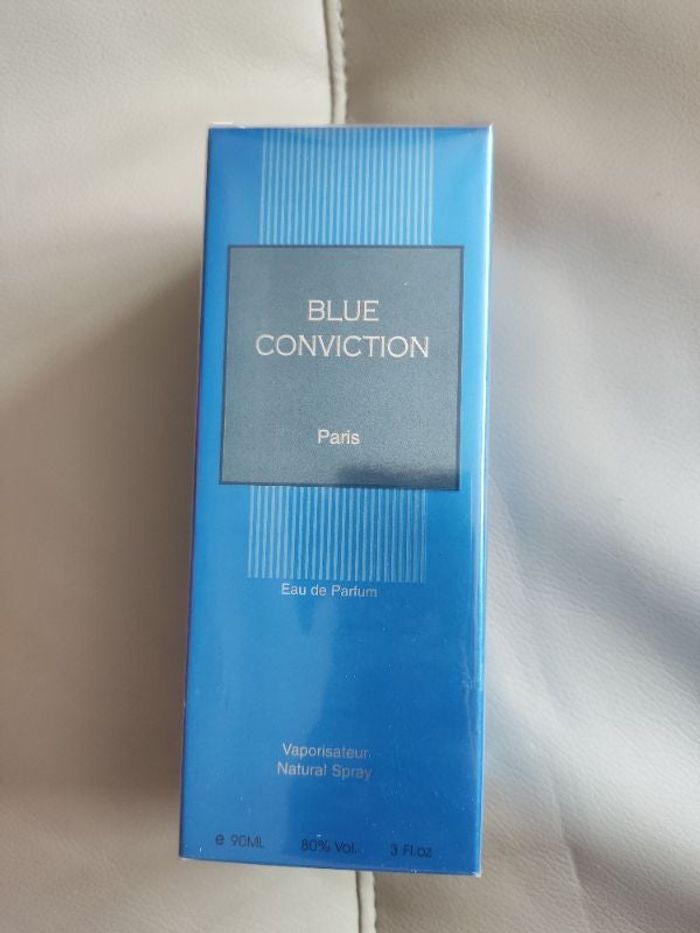 BLUE
CONVICTION
Paris
Eau de Parfum
Vaporisateur
Natural Spray
e 90ML 80% Vol. 3 Fl.oz